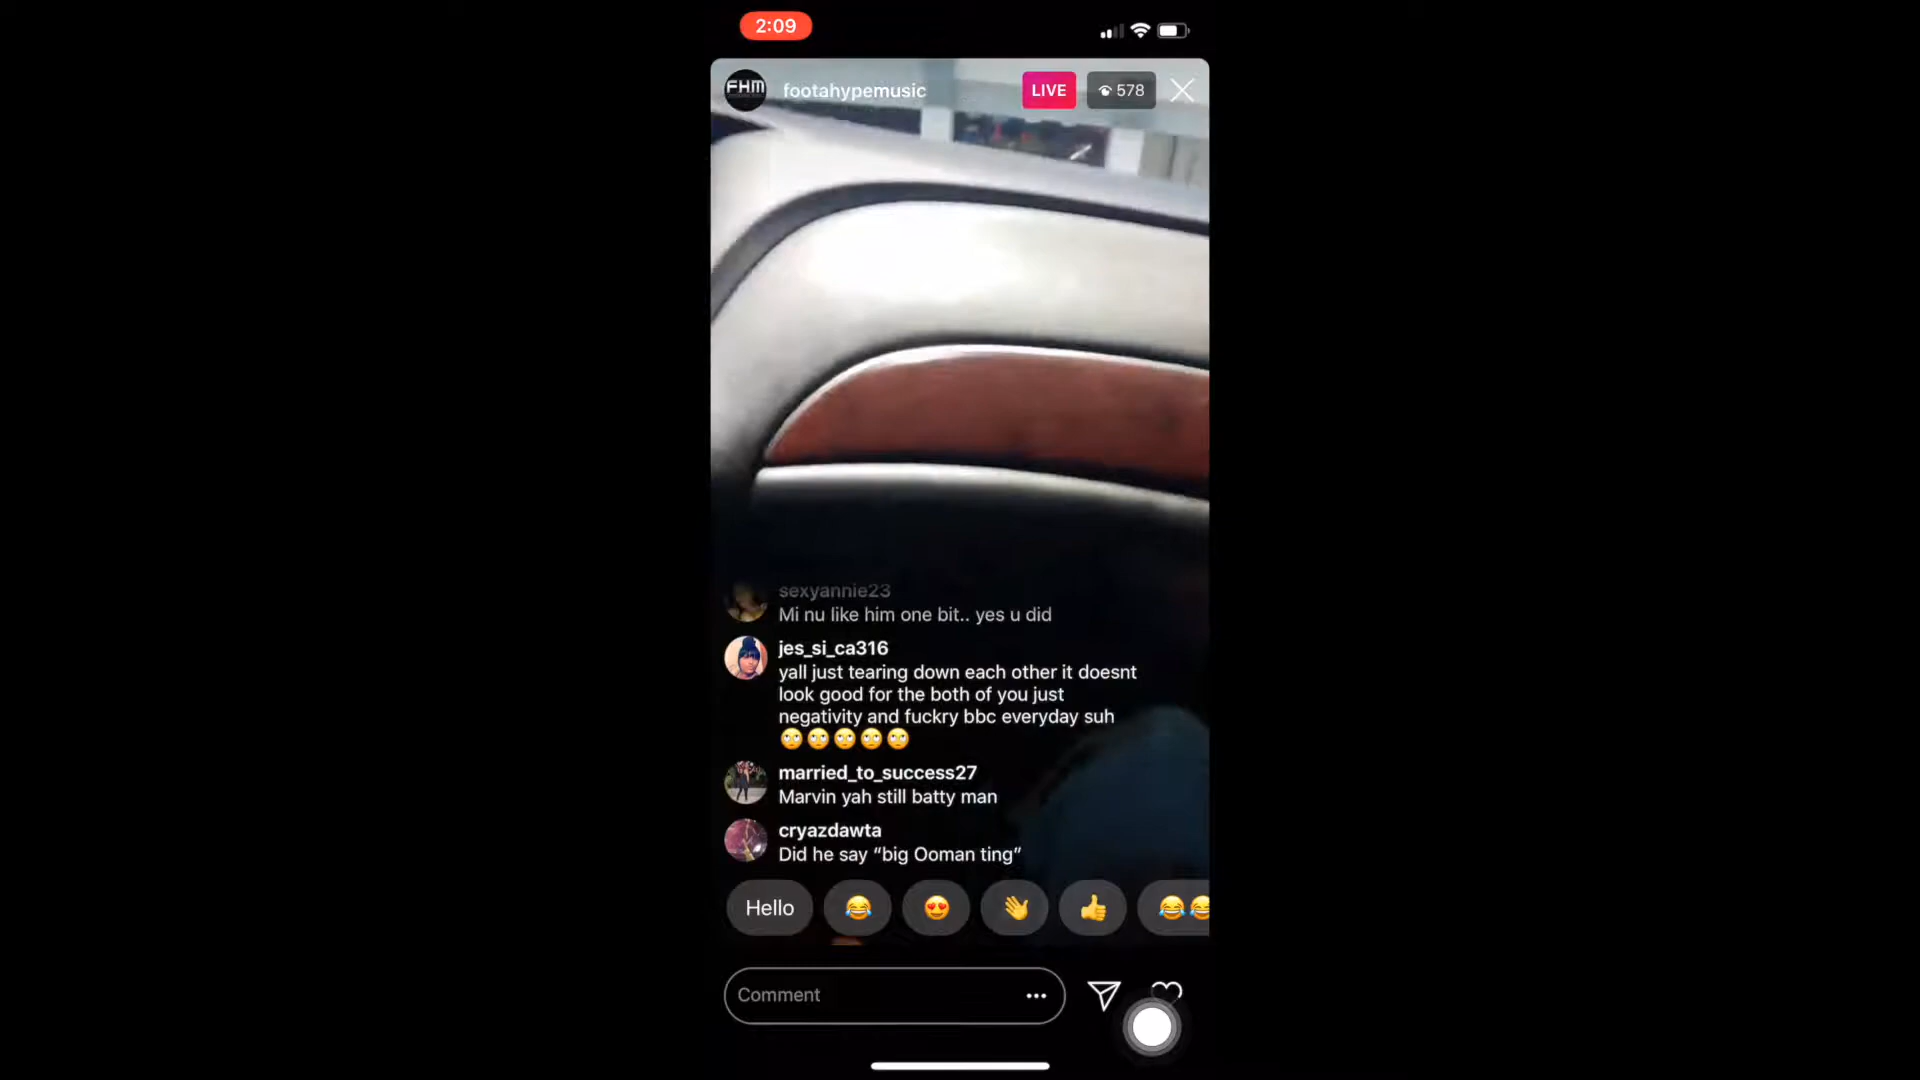 2:09
FHM
footahypemusic
LIVE
578
sexyannie23
Mi nu like him one bit.. yes u did
jes_si_ca316
yall just tearing down each other it doesnt
look good for the both of you just
negativity and fuckry bbc everyday suh
🙄🙄🙄🙄🙄
married_to_success27
Marvin yah still batty man
cryazdawta
Did he say “big Ooman ting”
Hello
Comment